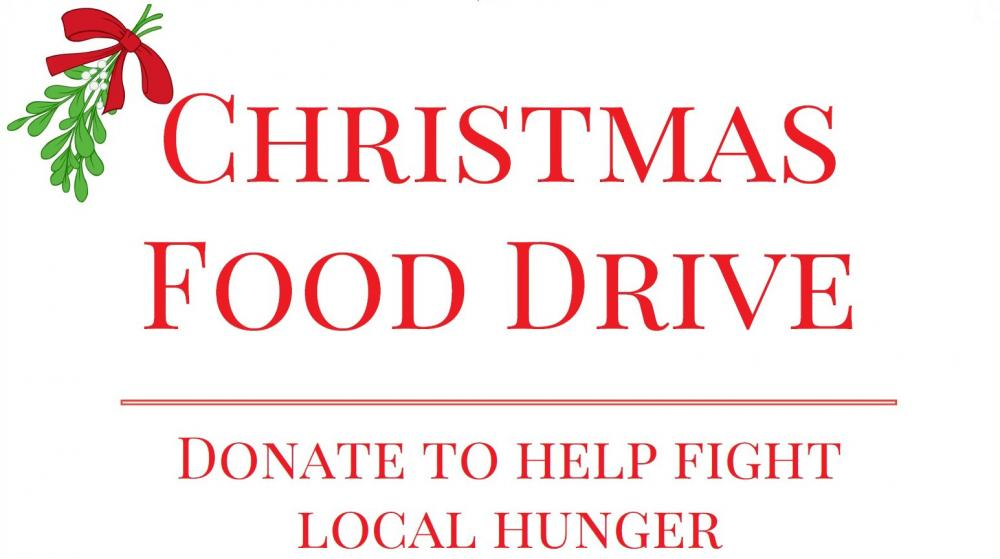 Christmas
Food Drive
Donate to help fight
local hunger